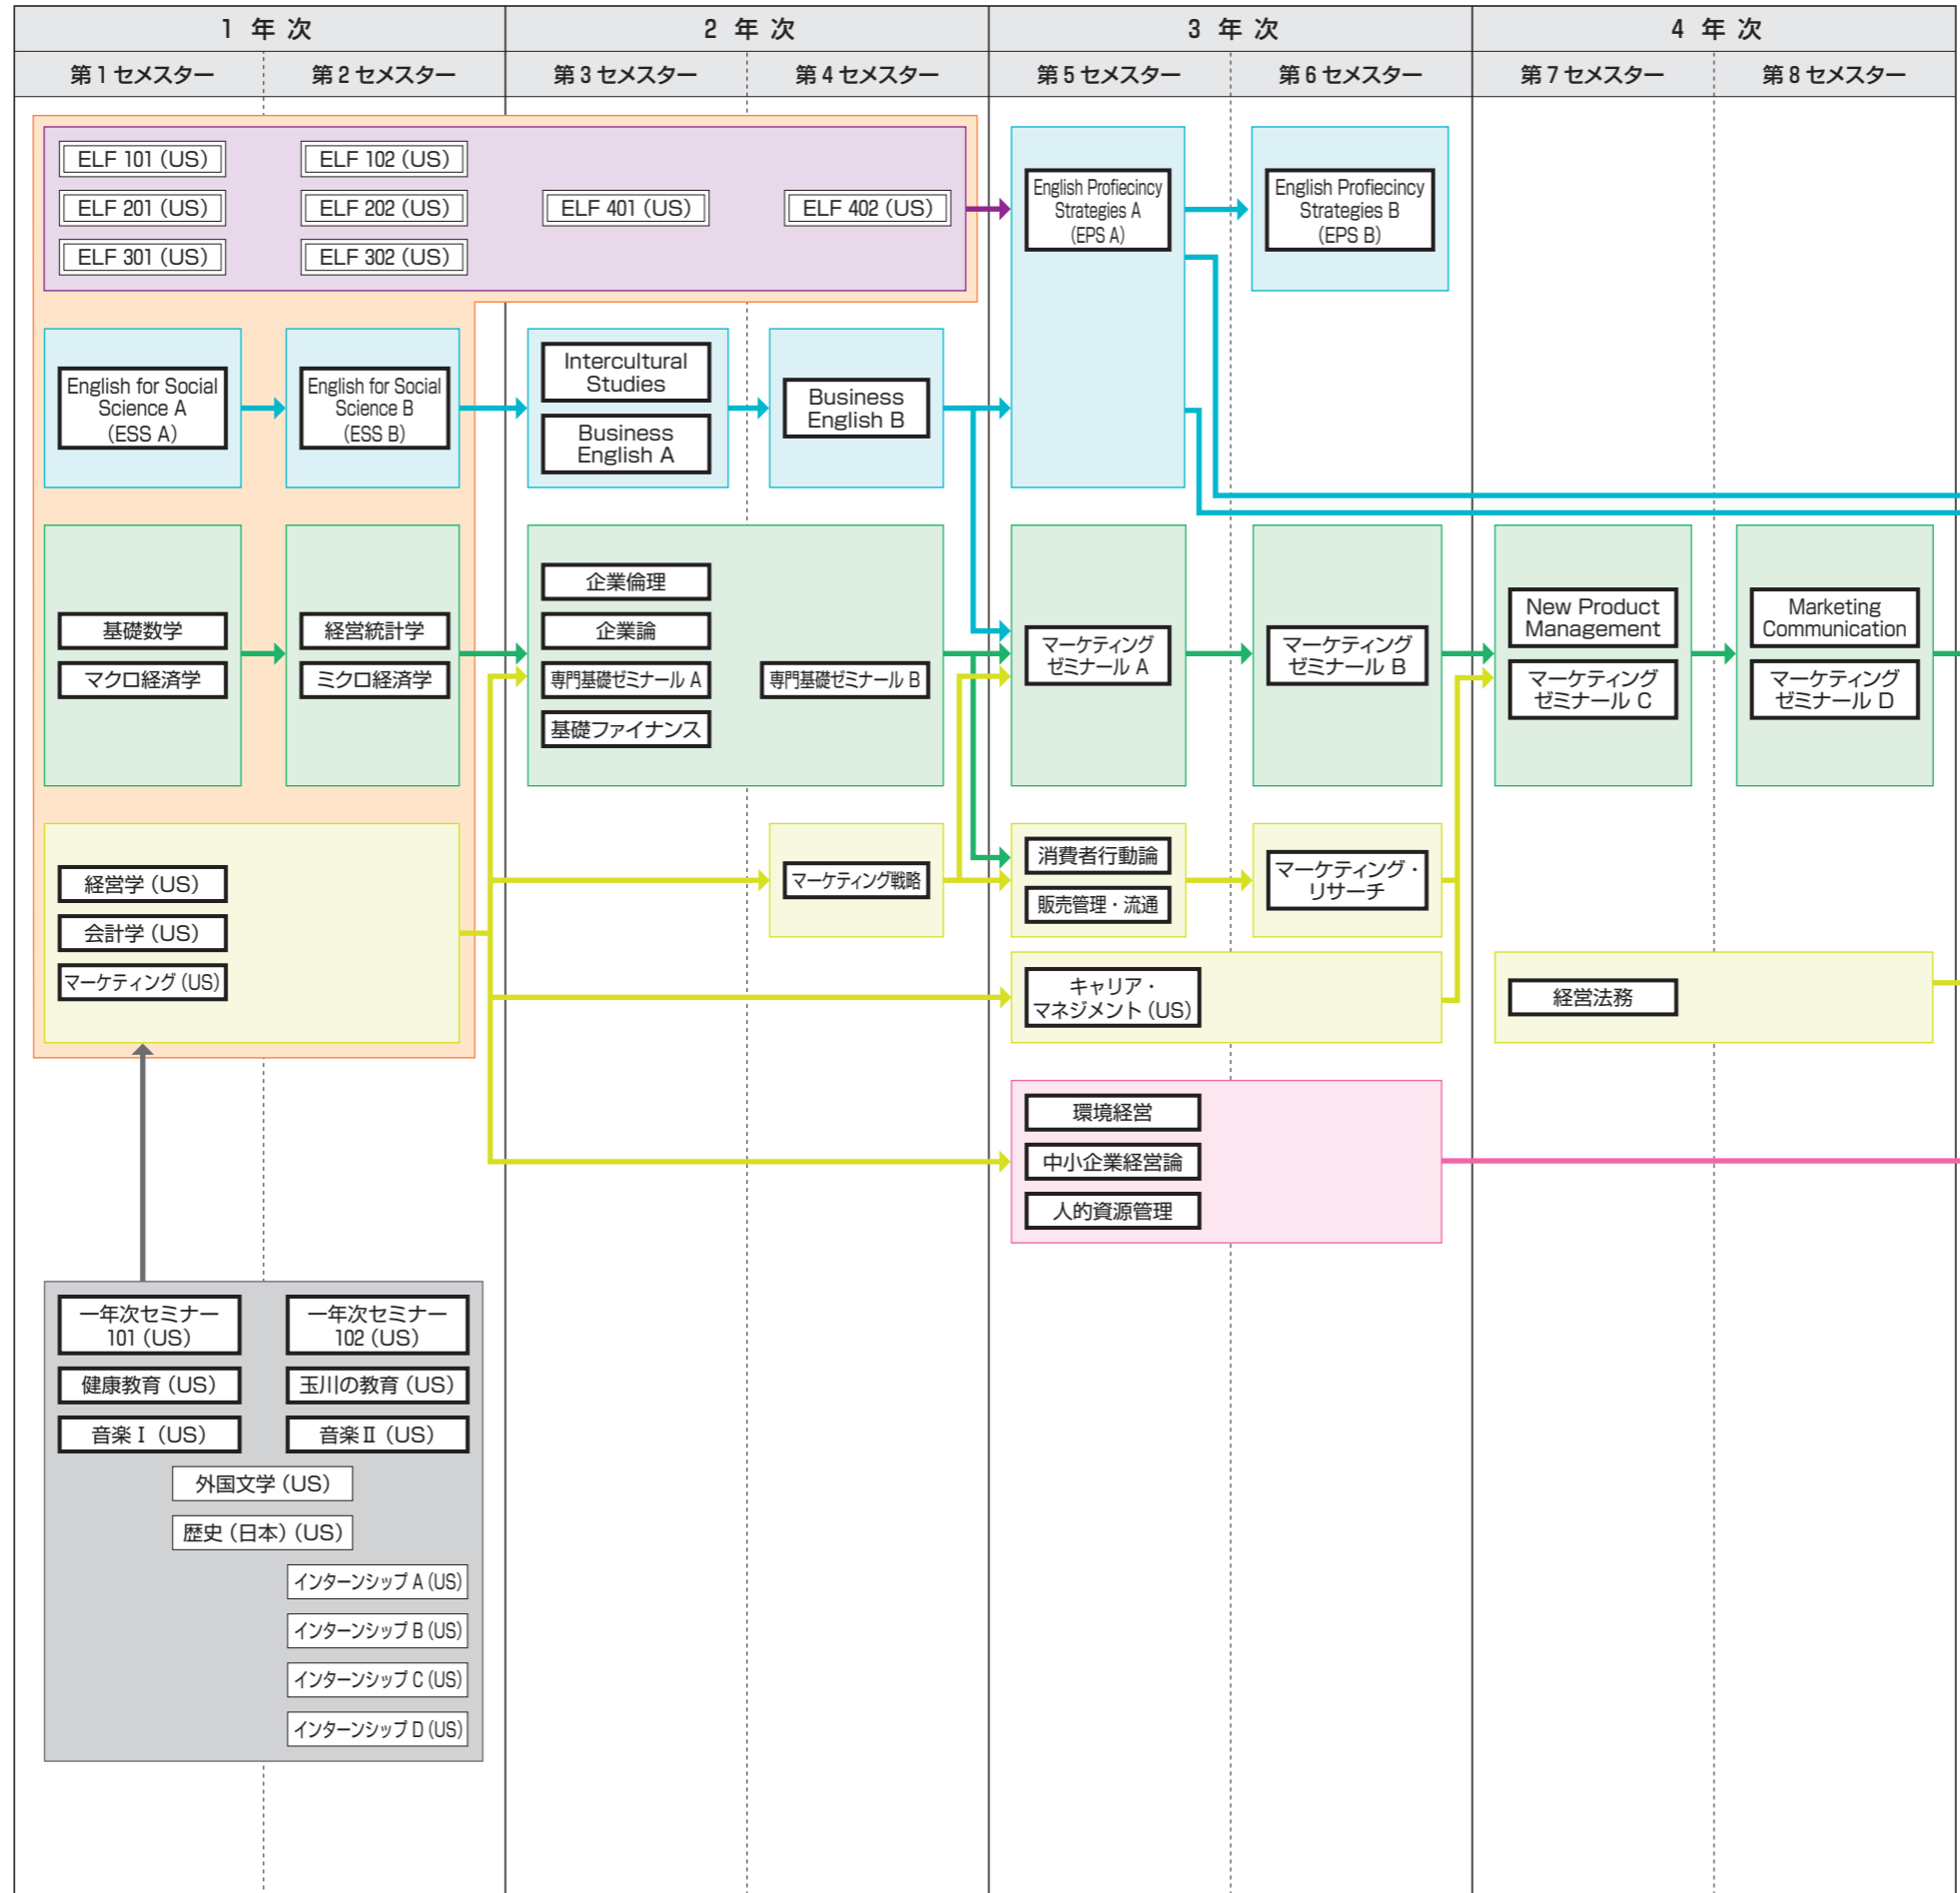 1 年 次
2 年 次
3 年 次
4 年 次
第1セメスター
第2セメスター
第3セメスター
第4セメスター
第5セメスター
第6セメスター
第7セメスター
第8セメスター
ELF 101 (US)
ELF 102 (US)
ELF 201 (US)
ELF 202 (US)
ELF 401 (US)
ELF 402 (US)
ELF 301 (US)
ELF 302 (US)
English Profiecincy
Strategies A
(EPS A)
English Profiecincy
Strategies B
(EPS B)
English for Social
Science A
(ESS A)
English for Social
Science B
(ESS B)
Intercultural
Studies
Business
English A
Business
English B
基礎数学
マクロ経済学
経営統計学
ミクロ経済学
企業倫理
企業論
専門基礎ゼミナール A
基礎ファイナンス
専門基礎ゼミナール B
マーケティング
ゼミナール A
マーケティング
ゼミナール B
New Product
Management
マーケティング
ゼミナール C
Marketing
Communication
マーケティング
ゼミナール D
経営学 (US)
会計学 (US)
マーケティング (US)
マーケティング戦略
消費者行動論
販売管理・流通
マーケティング・
リサーチ
キャリア・
マネジメント (US)
経営法務
環境経営
中小企業経営論
人的資源管理
一年次セミナー
101 (US)
一年次セミナー
102 (US)
健康教育 (US)
玉川の教育 (US)
音楽Ⅰ (US)
音楽Ⅱ (US)
外国文学 (US)
歴史 (日本) (US)
インターンシップ A (US)
インターンシップ B (US)
インターンシップ C (US)
インターンシップ D (US)